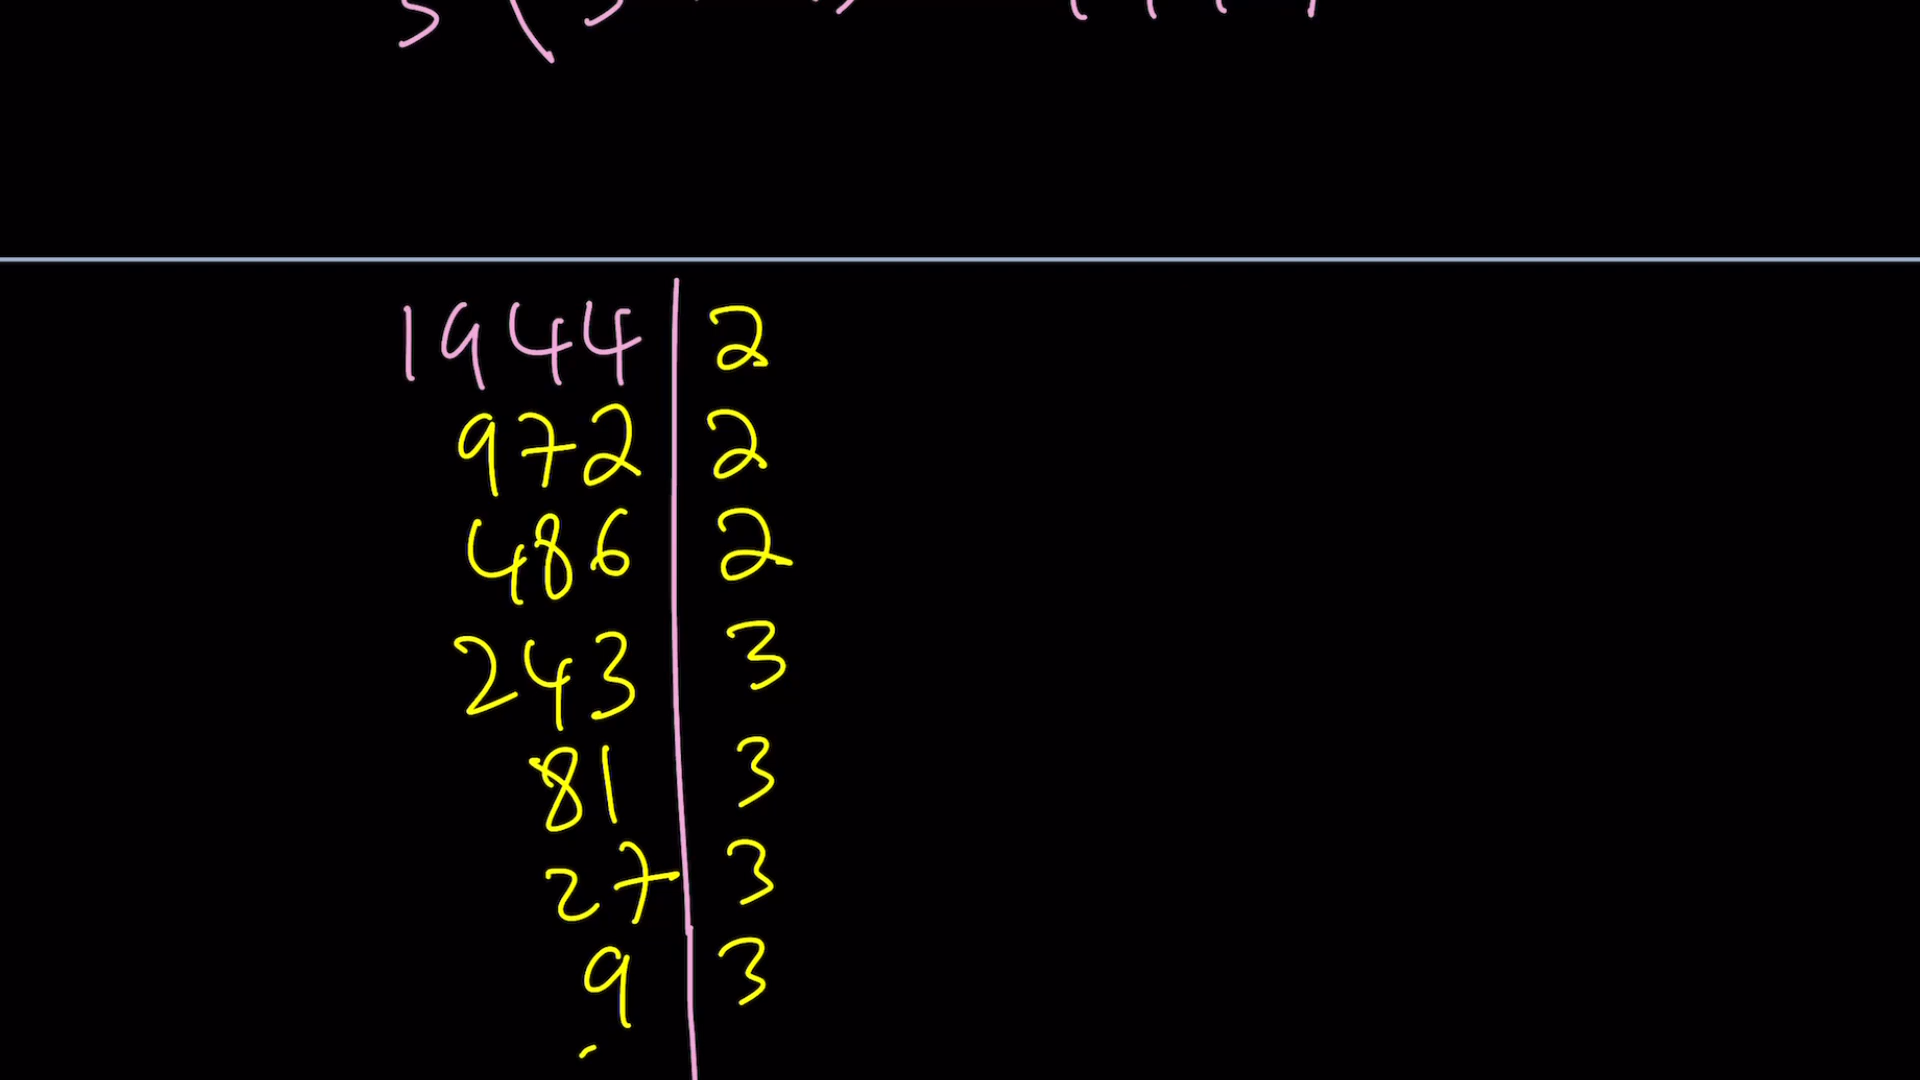 1944 | 2
972 | 2
486 | 2
243 | 3
81 | 3
27 | 3
9 | 3